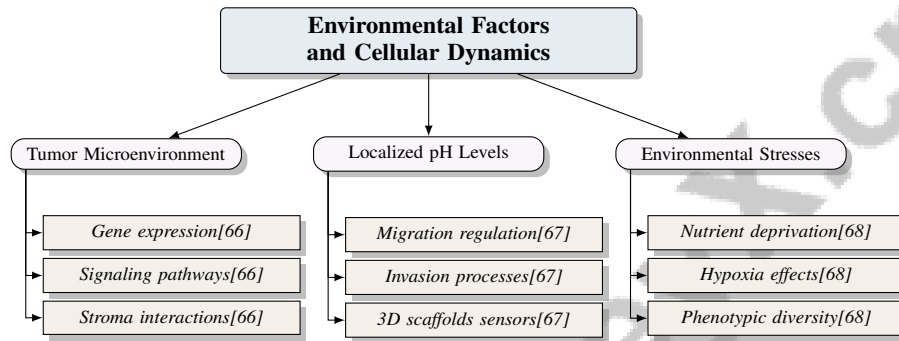 Environmental Factors
and Cellular Dynamics
Tumor Microenvironment
Localized pH Levels
Environmental Stresses
Gene expression[66]
Signaling pathways[66]
Stroma interactions[66]
Migration regulation[67]
Invasion processes[67]
3D scaffolds sensors[67]
Nutrient deprivation[68]
Hypoxia effects[68]
Phenotypic diversity[68]